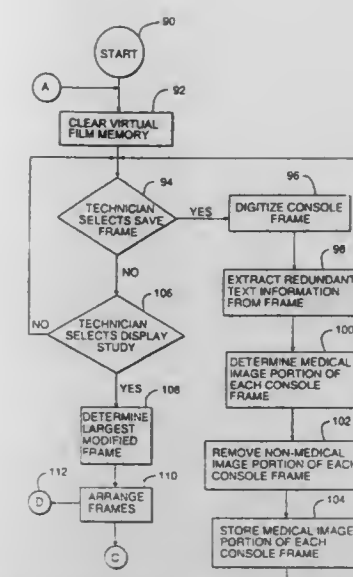 90
START
A
92
CLEAR VIRTUAL
FILM MEMORY
94
TECHNICIAN
SELECTS SAVE
FRAME
YES
96
DIGITIZE CONSOLE
FRAME
NO
98
EXTRACT REDUNDANT
TEXT INFORMATION
FROM FRAME
106
TECHNICIAN
SELECTS DISPLAY
STUDY
NO
YES
100
DETERMINE MEDICAL
IMAGE PORTION OF
EACH CONSOLE
FRAME
108
DETERMINE
LARGEST
MODIFIED
FRAME
102
REMOVE NON-MEDICAL
IMAGE PORTION OF EACH
CONSOLE FRAME
112
D
110
ARRANGE
FRAMES
104
STORE MEDICAL IMAGE
PORTION OF EACH
CONSOLE FRAME
C